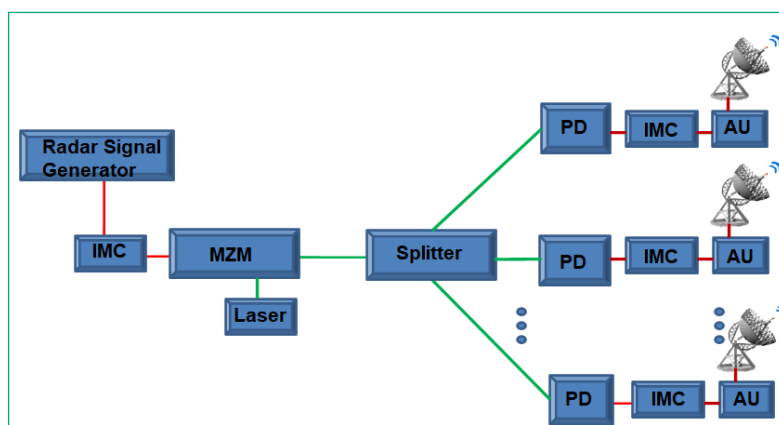 Radar Signal
Generator
IMC
MZM
Laser
Splitter
PD
IMC
AU
PD
IMC
AU
PD
IMC
AU